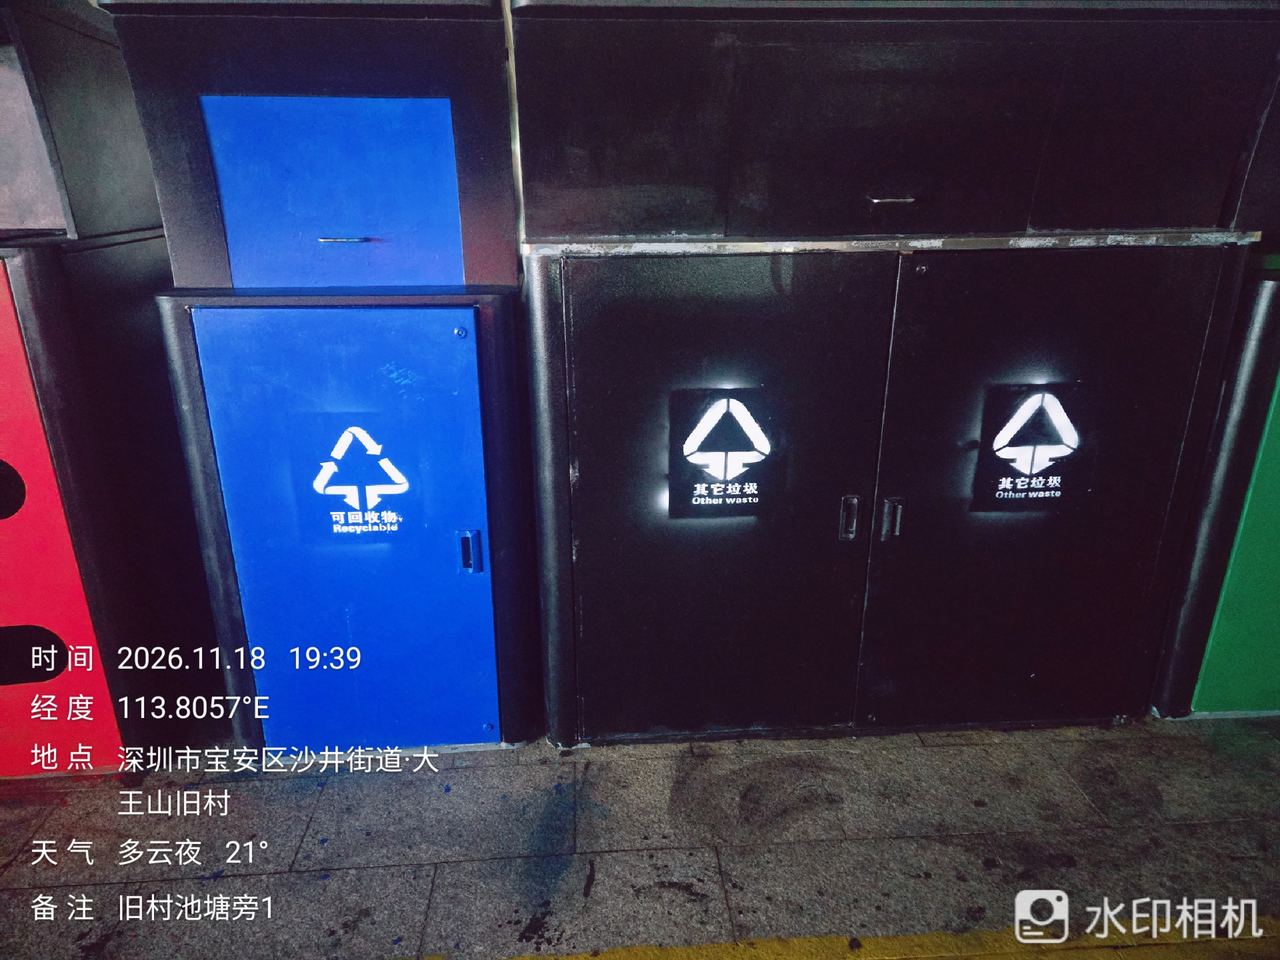 可回收物
Recyclable
其它垃圾
Other waste
其它垃圾
Other waste
时间 2026.11.18 19:39
经度 113.8057°E
地点 深圳市宝安区沙井街道·大
王山旧村
天气 多云夜 21°
备注 旧村池塘旁1
水印相机